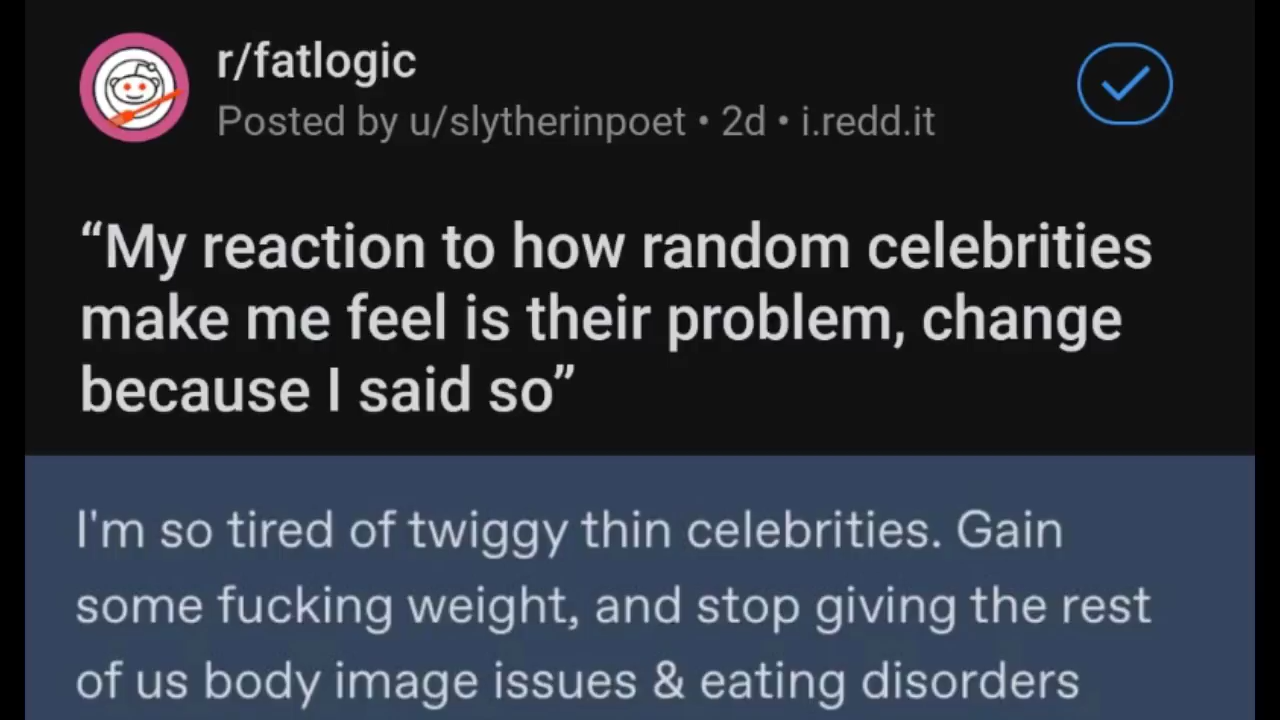 r/fatlogic
Posted by u/slytherinpoet • 2d • i.redd.it
“My reaction to how random celebrities
make me feel is their problem, change
because I said so”
I'm so tired of twiggy thin celebrities. Gain
some fucking weight, and stop giving the rest
of us body image issues & eating disorders